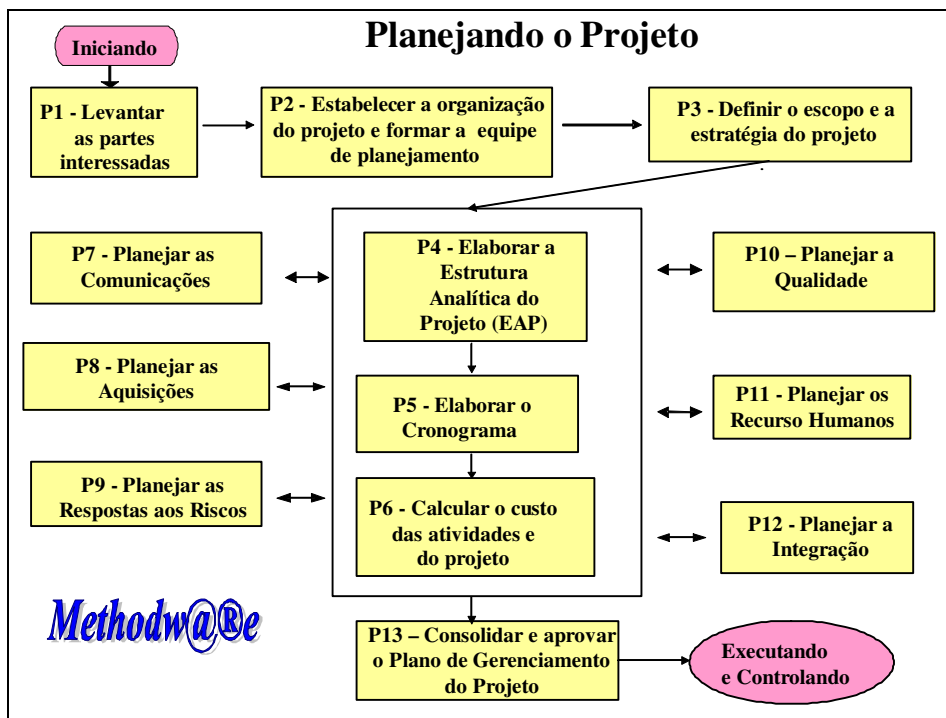 Planejando o Projeto
Iniciando
P1 - Levantar
as partes
interessadas
P2 - Estabelecer a organização
do projeto e formar a equipe
de planejamento
P3 - Definir o escopo e a
estratégia do projeto
P7 - Planejar as
Comunicações
P4 - Elaborar a
Estrutura
Analítica do
Projeto (EAP)
P10 – Planejar a
Qualidade
P8 - Planejar as
Aquisições
P5 - Elaborar o
Cronograma
P11 - Planejar os
Recurso Humanos
P9 - Planejar as
Respostas aos Riscos
P6 - Calcular o custo
das atividades e
do projeto
P12 - Planejar a
Integração
Methodw@®e
P13 – Consolidar e aprovar
o Plano de Gerenciamento
do Projeto
Executando
e Controlando